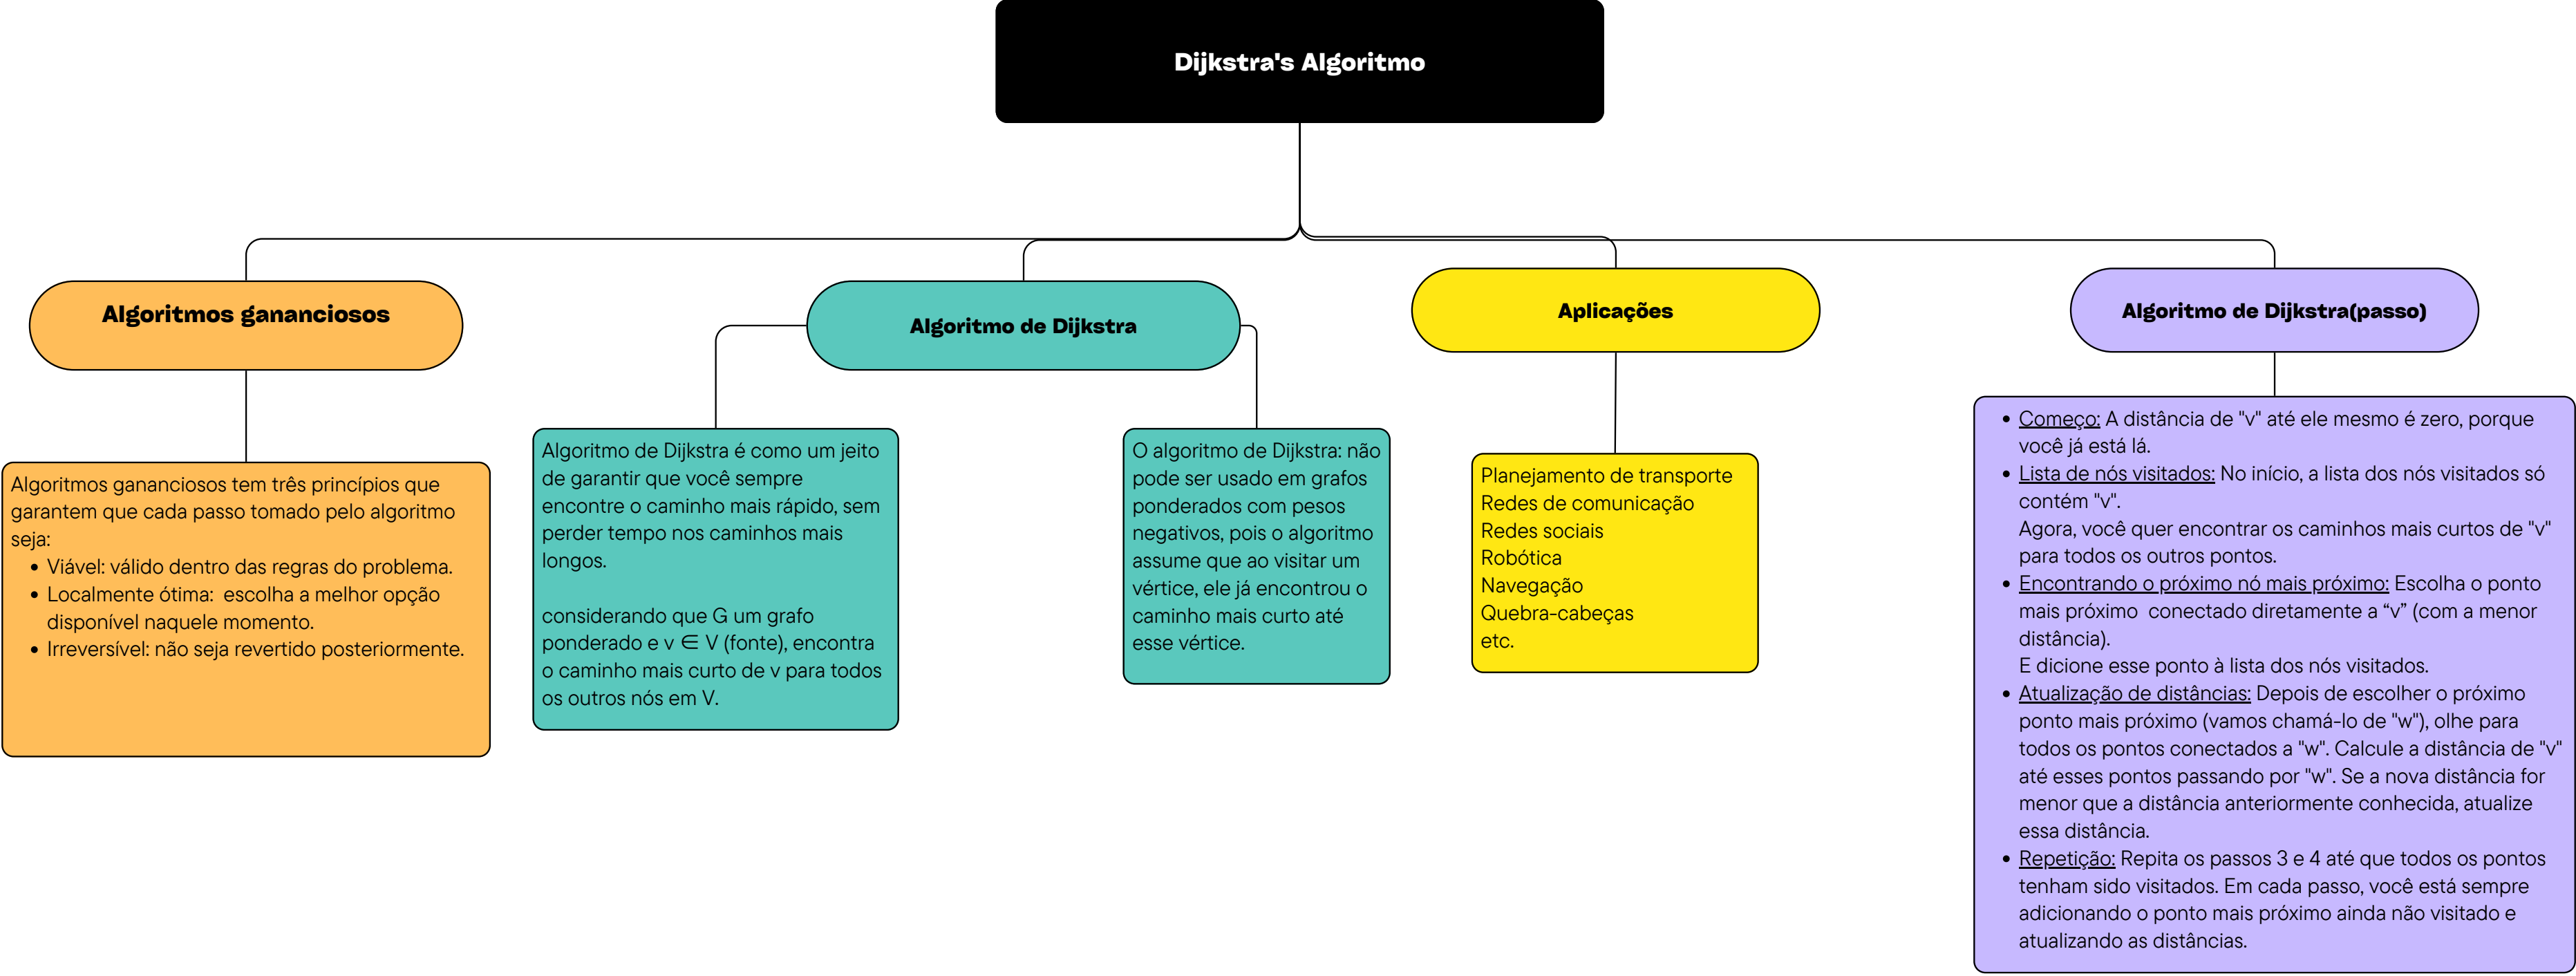 Dijkstra's Algoritmo
Algoritmos gananciosos
Algoritmos gananciosos tem três princípios que
garantem que cada passo tomado pelo algoritmo
seja:
• Viável: válido dentro das regras do problema.
• Localmente ótima:  escolha a melhor opção
disponível naquele momento.
• Irreversível: não seja revertido posteriormente.
Algoritmo de Dijkstra
Algoritmo de Dijkstra é como um jeito
de garantir que você sempre
encontre o caminho mais rápido, sem
perder tempo nos caminhos mais
longos.
considerando que G um grafo
ponderado e v ∈ V (fonte), encontra
o caminho mais curto de v para todos
os outros nós em V.
O algoritmo de Dijkstra: não
pode ser usado em grafos
ponderados com pesos
negativos, pois o algoritmo
assume que ao visitar um
vértice, ele já encontrou o
caminho mais curto até
esse vértice.
Aplicações
Planejamento de transporte
Redes de comunicação
Redes sociais
Robótica
Navegação
Quebra-cabeças
etc.
Algoritmo de Dijkstra(passo)
• Começo: A distância de "v" até ele mesmo é zero, porque
você já está lá.
• Lista de nós visitados: No início, a lista dos nós visitados só
contém "v".
Agora, você quer encontrar os caminhos mais curtos de "v"
para todos os outros pontos.
• Encontrando o próximo nó mais próximo: Escolha o ponto
mais próximo  conectado diretamente a “v” (com a menor
distância).
E dicione esse ponto à lista dos nós visitados.
• Atualização de distâncias: Depois de escolher o próximo
ponto mais próximo (vamos chamá-lo de "w"), olhe para
todos os pontos conectados a "w". Calcule a distância de "v"
até esses pontos passando por "w". Se a nova distância for
menor que a distância anteriormente conhecida, atualize
essa distância.
• Repetição: Repita os passos 3 e 4 até que todos os pontos
tenham sido visitados. Em cada passo, você está sempre
adicionando o ponto mais próximo ainda não visitado e
atualizando as distâncias.